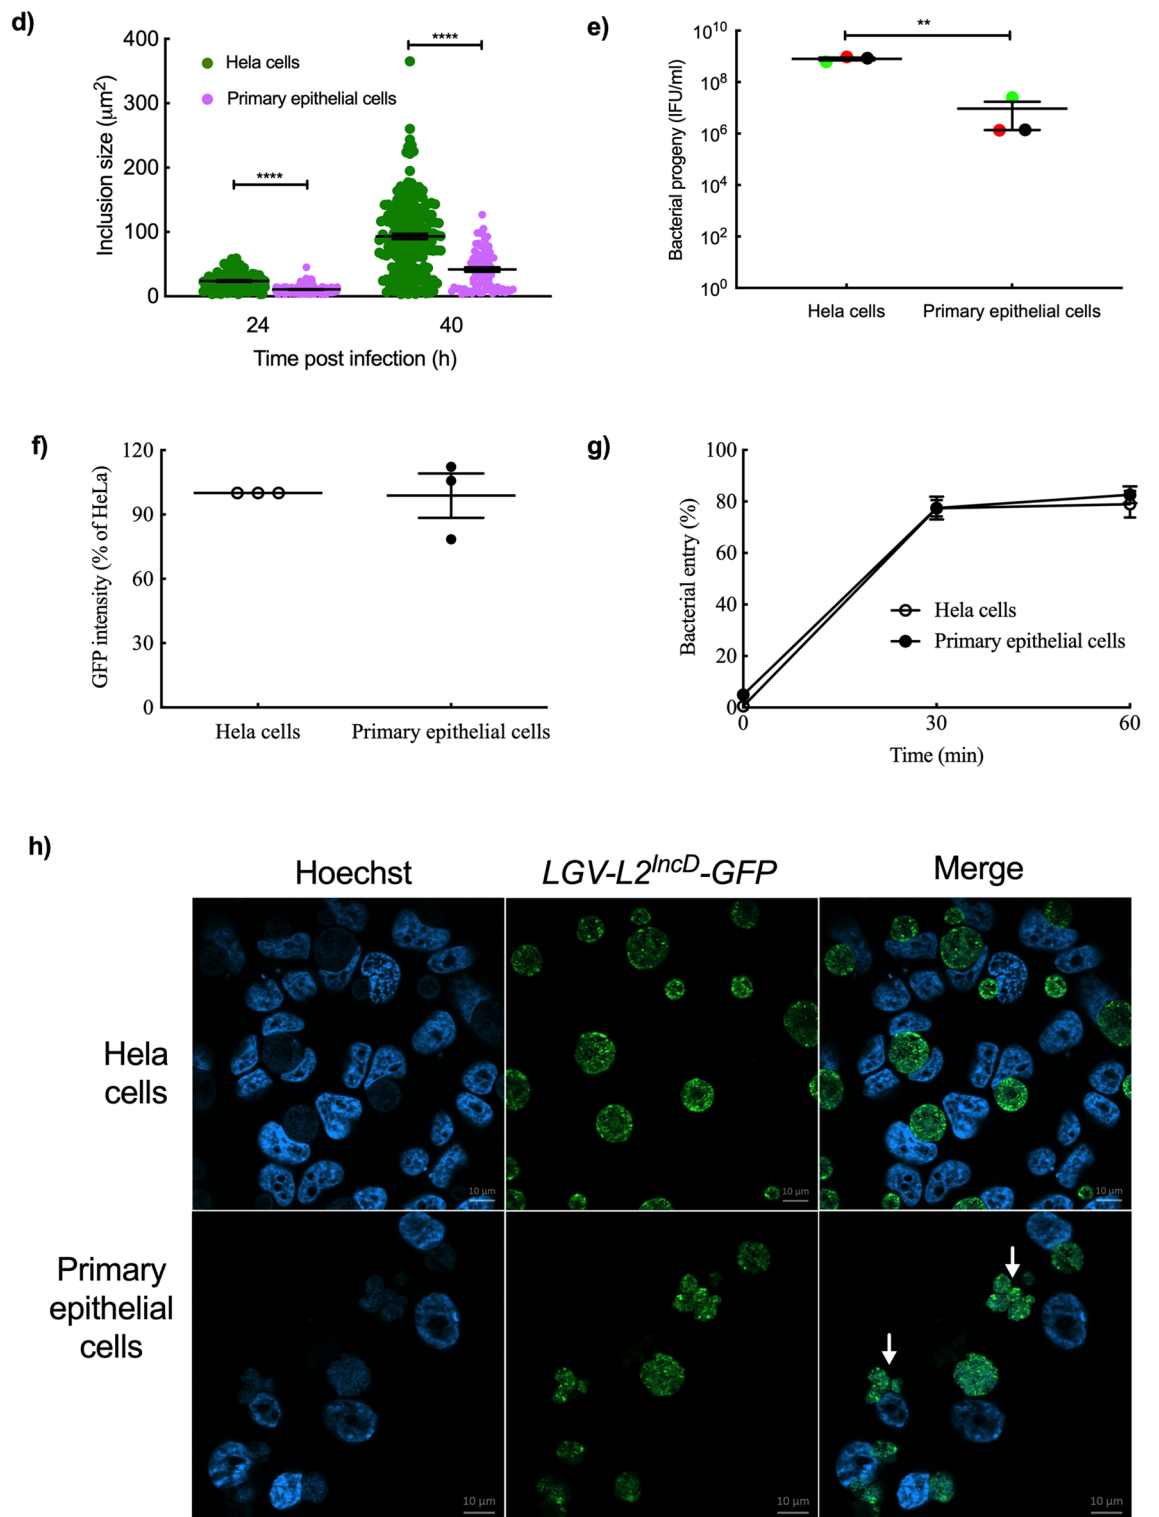 d)
400
300
200
100
0
Inclusion size (μm²)
Hela cells
Primary epithelial cells
****
****
24
40
Time post infection (h)
e)
10¹⁰
10⁸
10⁶
10⁴
10²
10⁰
Bacterial progeny (IFU/ml)
**
Hela cells
Primary epithelial cells
f)
120
90
60
30
0
GFP intensity (% of HeLa)
Hela cells
Primary epithelial cells
g)
100
80
60
40
20
0
Bacterial entry (%)
Hela cells
Primary epithelial cells
0
30
60
Time (min)
h)
Hoechst
LGV-L2^IncD-GFP
Merge
Hela
cells
10 μm
10 μm
10 μm
Primary
epithelial
cells
10 μm
10 μm
10 μm